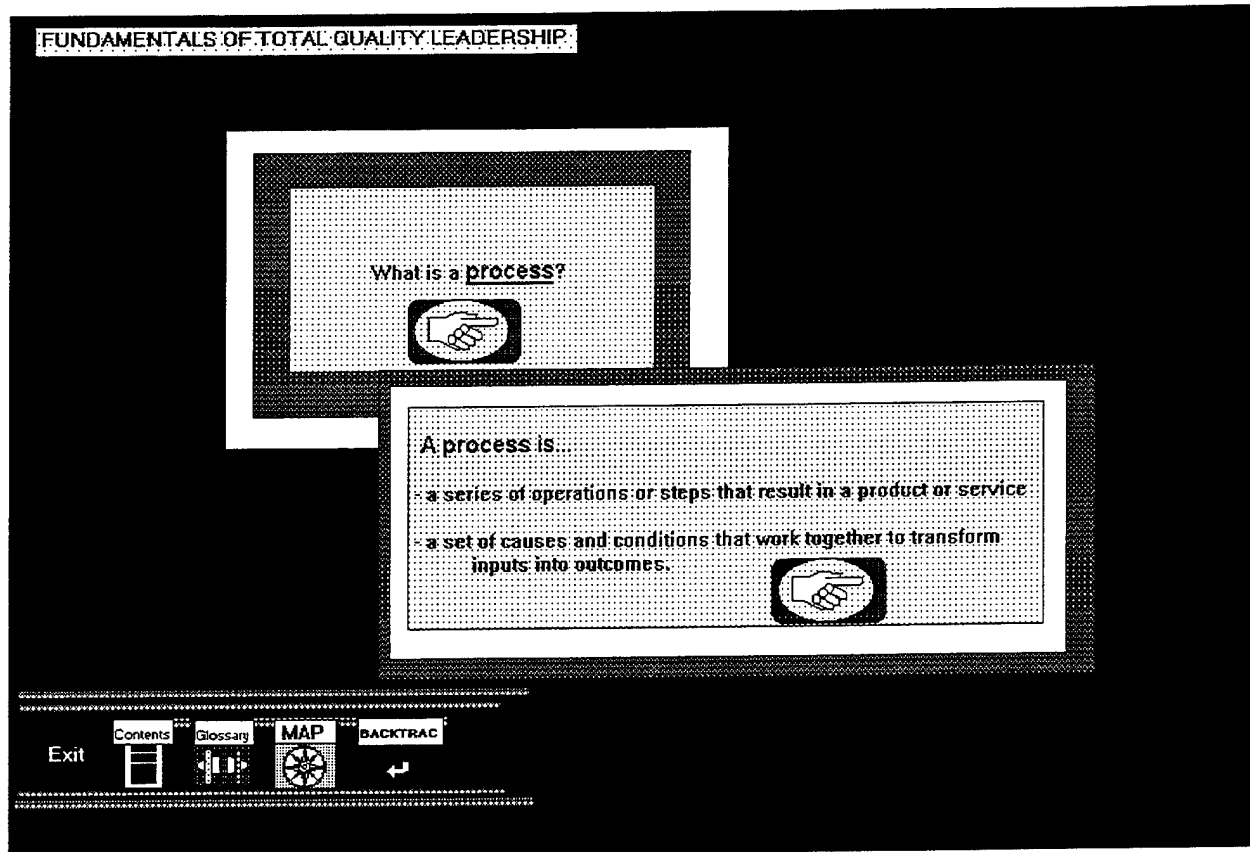 FUNDAMENTALS OF TOTAL QUALITY LEADERSHIP
What is a process?
A process is...
- a series of operations or steps that result in a product or service
- a set of causes and conditions that work together to transform
inputs into outcomes.
Exit
Contents
Glossary
MAP
BACKTRAC